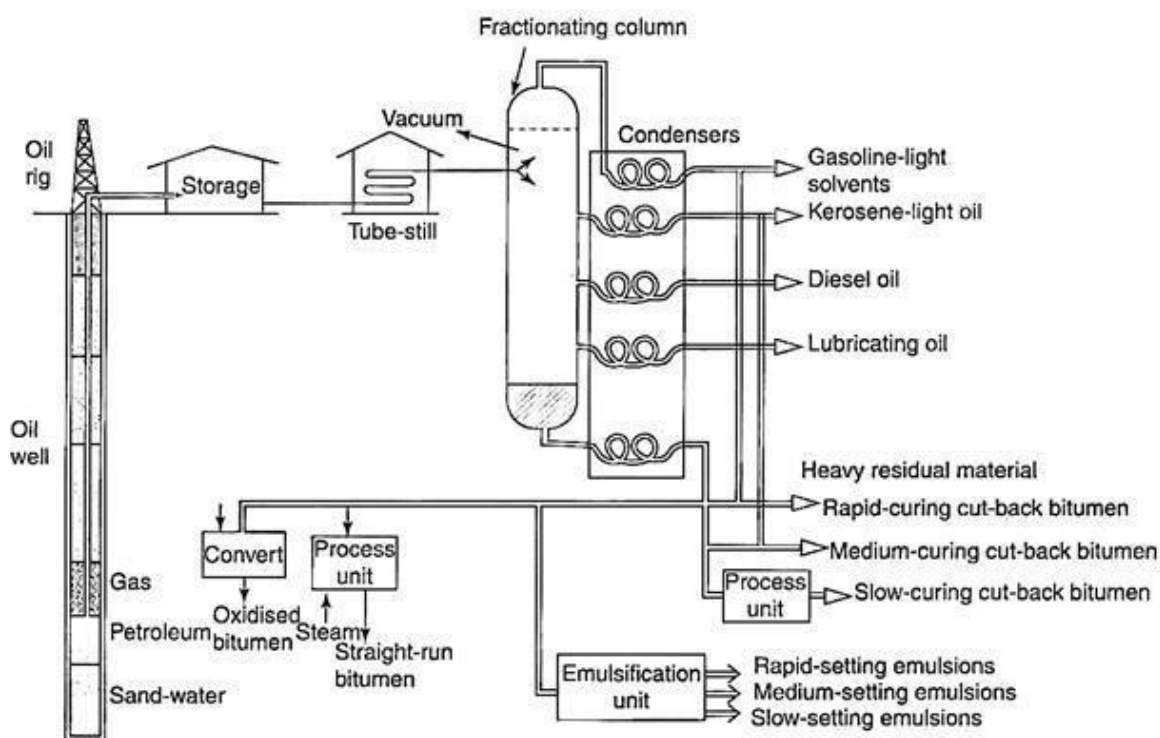 Fractionating column
Vacuum
Condensers
Oil
rig
Storage
Tube-still
Gasoline-light
solvents
Kerosene-light oil
Diesel oil
Lubricating oil
Oil
well
Heavy residual material
Rapid-curing cut-back bitumen
Medium-curing cut-back bitumen
Process
unit
Slow-curing cut-back bitumen
Convert
Process
unit
Gas
Petroleum
Oxidised
bitumen
Steam
Straight-run
bitumen
Sand-water
Emulsification
unit
Rapid-setting emulsions
Medium-setting emulsions
Slow-setting emulsions